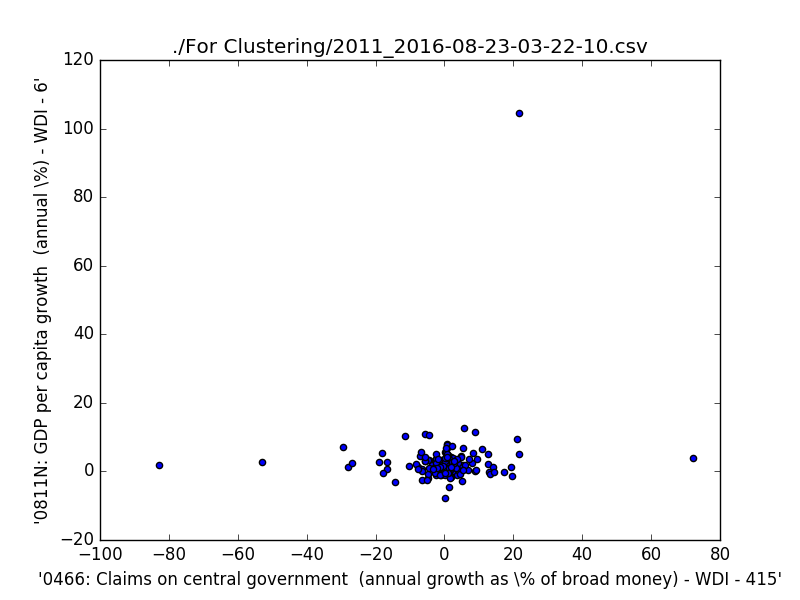 ./For Clustering/2011_2016-08-23-03-22-10.csv
120
100
80
60
40
20
0
−20
'0811N: GDP per capita growth  (annual \%) - WDI - 6'
−100 −80 −60 −40 −20 0 20 40 60 80
'0466: Claims on central government  (annual growth as \% of broad money) - WDI - 415'